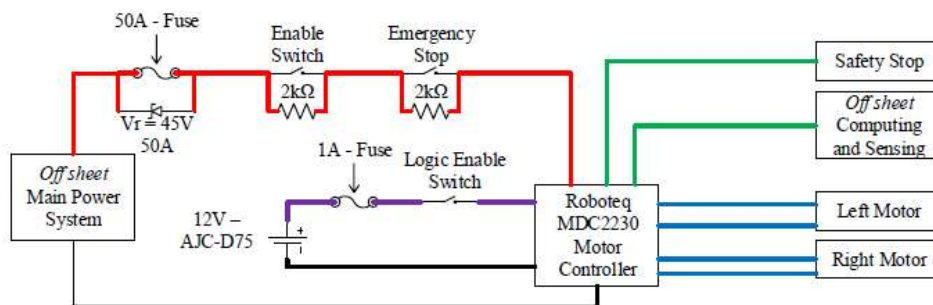 50A - Fuse
Enable
Switch
Emergency
Stop
2kΩ
2kΩ
Vr = 45V
50A
Safety Stop
Off sheet
Computing
and Sensing
Off sheet
Main Power
System
1A - Fuse
Logic Enable
Switch
12V –
AJC-D75
+
-
Roboteq
MDC2230
Motor
Controller
Left Motor
Right Motor